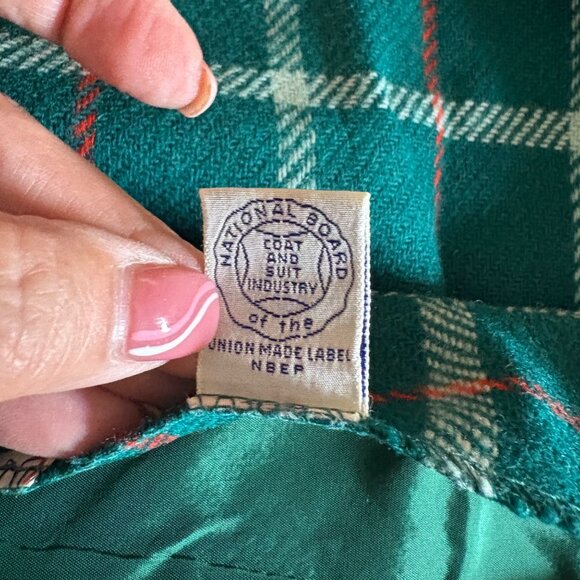 NATIONAL BOARD
COAT
AND
SUIT
INDUSTRY
of the
UNION MADE LABEL
NBEP